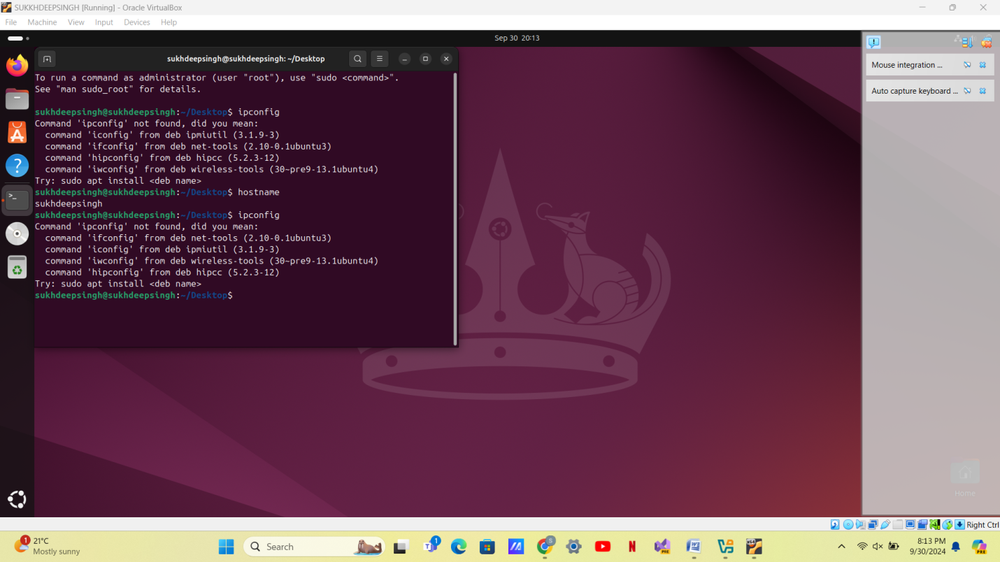 SUKKHDEEPSINGH [Running] - Oracle VirtualBox
File Machine View Input Devices Help
Sep 30 20:13
sukhdeepsingh@sukhdeepsingh: ~/Desktop
To run a command as administrator (user "root"), use "sudo <command>".
See "man sudo_root" for details.
sukhdeepsingh@sukhdeepsingh:~/Desktop$ ipconfig
Command 'ipconfig' not found, did you mean:
command 'iconfig' from deb ipmiutil (3.1.9-3)
command 'ifconfig' from deb net-tools (2.10-0.1ubuntu3)
command 'hipconfig' from deb hipcc (5.2.3-12)
command 'iwconfig' from deb wireless-tools (30~pre9-13.1ubuntu4)
Try: sudo apt install <deb name>
sukhdeepsingh@sukhdeepsingh:~/Desktop$ hostname
sukhdeepsingh
sukhdeepsingh@sukhdeepsingh:~/Desktop$ ipconfig
Command 'ipconfig' not found, did you mean:
command 'ifconfig' from deb net-tools (2.10-0.1ubuntu3)
command 'iconfig' from deb ipmiutil (3.1.9-3)
command 'iwconfig' from deb wireless-tools (30~pre9-13.1ubuntu4)
command 'hipconfig' from deb hipcc (5.2.3-12)
Try: sudo apt install <deb name>
sukhdeepsingh@sukhdeepsingh:~/Desktop$
Mouse integration ...
Auto capture keyboard ...
Home
Right Ctrl
1
21°C
Mostly sunny
Search
1
S
N
PRE
8:13 PM
9/30/2024
PRE